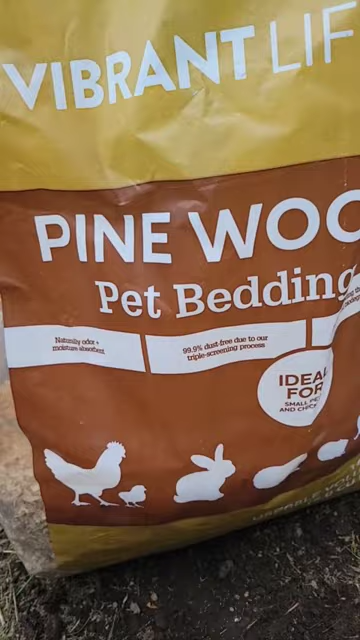 VIBRANT LIF
PINE WOO
Pet Bedding
Naturally odor +
moisture absorbent
99.9% dust-free due to our
triple-screening process
IDEAL
FOR
SMALL PE
AND CHICK